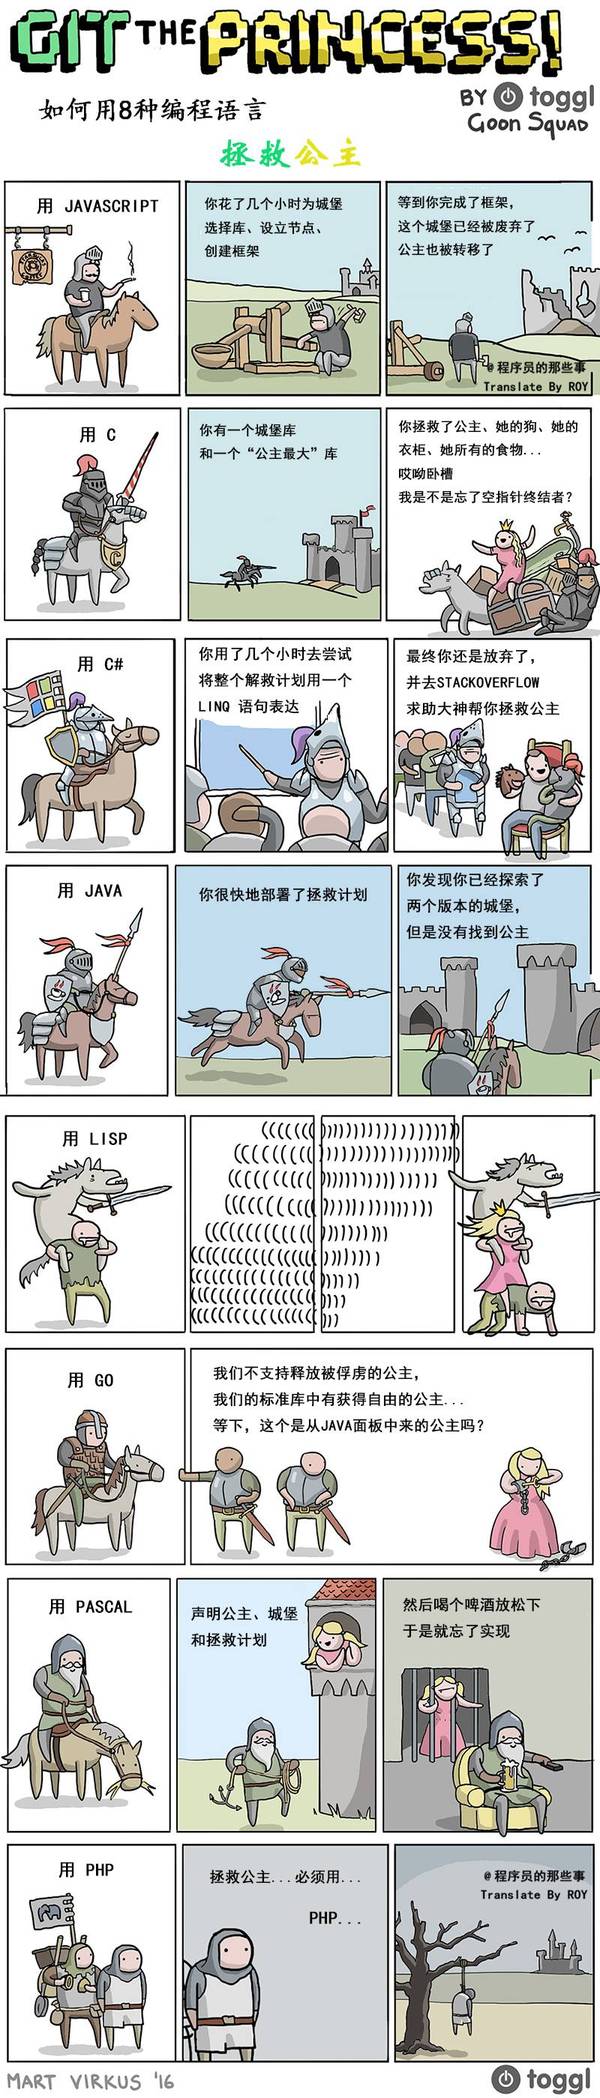 GIT THE PRINCESS!
如何用8种编程语言
BY toggl
GOON SQUAD
拯救公主
用 JAVASCRIPT
你花了几个小时为城堡
选择库、设立节点、
创建框架
等到你完成了框架，
这个城堡已经被废弃了
公主也被转移了
@程序员的那些事
Translate By ROY
用 C
你有一个城堡库
和一个“公主最大”库
你拯救了公主、她的狗、她的
衣柜、她所有的食物...
哎呦卧槽
我是不是忘了空指针终结者？
用 C#
你用了几个小时去尝试
将整个解救计划用一个
LINQ 语句表达
最终你还是放弃了，
并去STACKOVERFLOW
求助大神帮你拯救公主
用 JAVA
你很快地部署了拯救计划
你发现你已经探索了
两个版本的城堡，
但是没有找到公主
用 LISP
用 GO
我们不支持释放被俘虏的公主，
我们的标准库中有获得自由的公主...
等下，这个是从JAVA面板中来的公主吗？
用 PASCAL
声明公主、城堡
和拯救计划
然后喝个啤酒放松下
于是就忘了实现
用 PHP
拯救公主...必须用...
PHP...
@程序员的那些事
Translate By ROY
MART VIRKUS '16
toggl